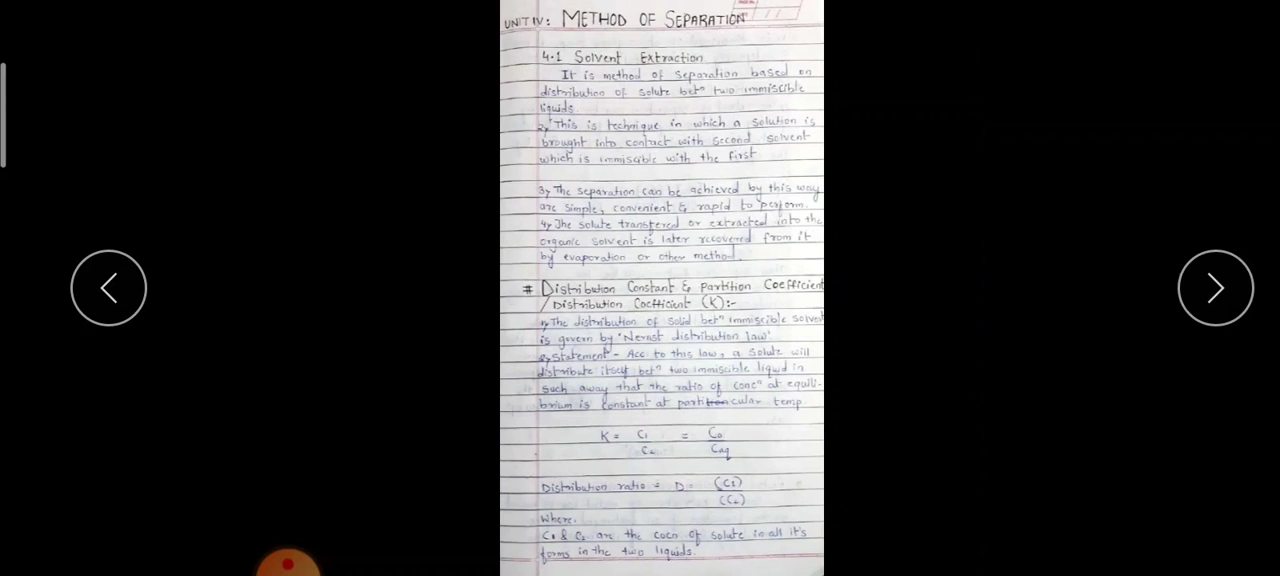 UNIT IV: METHOD OF SEPARATION
4.1 Solvent Extraction
It is method of separation based on
distribution of solute betⁿ two immiscible
liquids.
2) This is technique in which a solution is
brought into contact with second solvent
which is immiscible with the first
3) The separation can be achieved by this way
are simple, convenient & rapid to perform.
4) The solute transfered or extracted into the
organic solvent is later recovered from it
by evaporation or other method.
# Distribution Constant & partition Coefficient
/ Distribution Coefficient (K):-
1) The distribution of solid betⁿ immiscible solvent
is govern by 'Nernst distribution law'.
2) Statement - Acc to this law, a solute will
distribute itself betⁿ two immiscible liquid in
such away that the ratio of concⁿ at equili-
brium is constant at particular temp
K = C₁/C₂ = Co/Caq
Distribution ratio = D = (C1)/(C2)
Where.
C₁ & C₂ are the cocn of solute in all it's
forms in the two liquids.